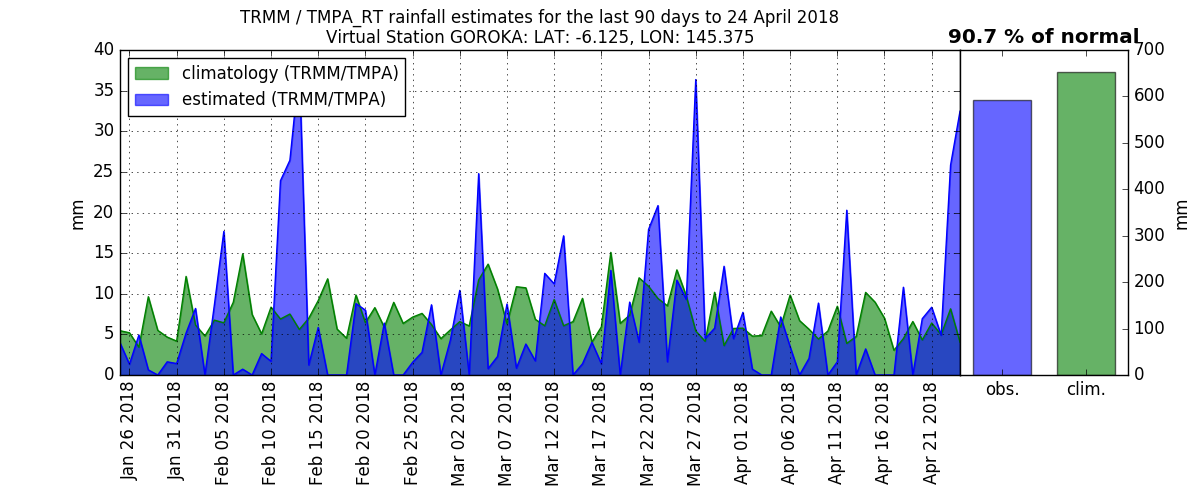 TRMM / TMPA_RT rainfall estimates for the last 90 days to 24 April 2018
Virtual Station GOROKA: LAT: -6.125, LON: 145.375
90.7 % of normal
climatology (TRMM/TMPA)
estimated (TRMM/TMPA)
mm
40
35
30
25
20
15
10
5
0
Jan 26 2018
Jan 31 2018
Feb 05 2018
Feb 10 2018
Feb 15 2018
Feb 20 2018
Feb 25 2018
Mar 02 2018
Mar 07 2018
Mar 12 2018
Mar 17 2018
Mar 22 2018
Mar 27 2018
Apr 01 2018
Apr 06 2018
Apr 11 2018
Apr 16 2018
Apr 21 2018
obs.
clim.
700
600
500
400
300
200
100
0
mm